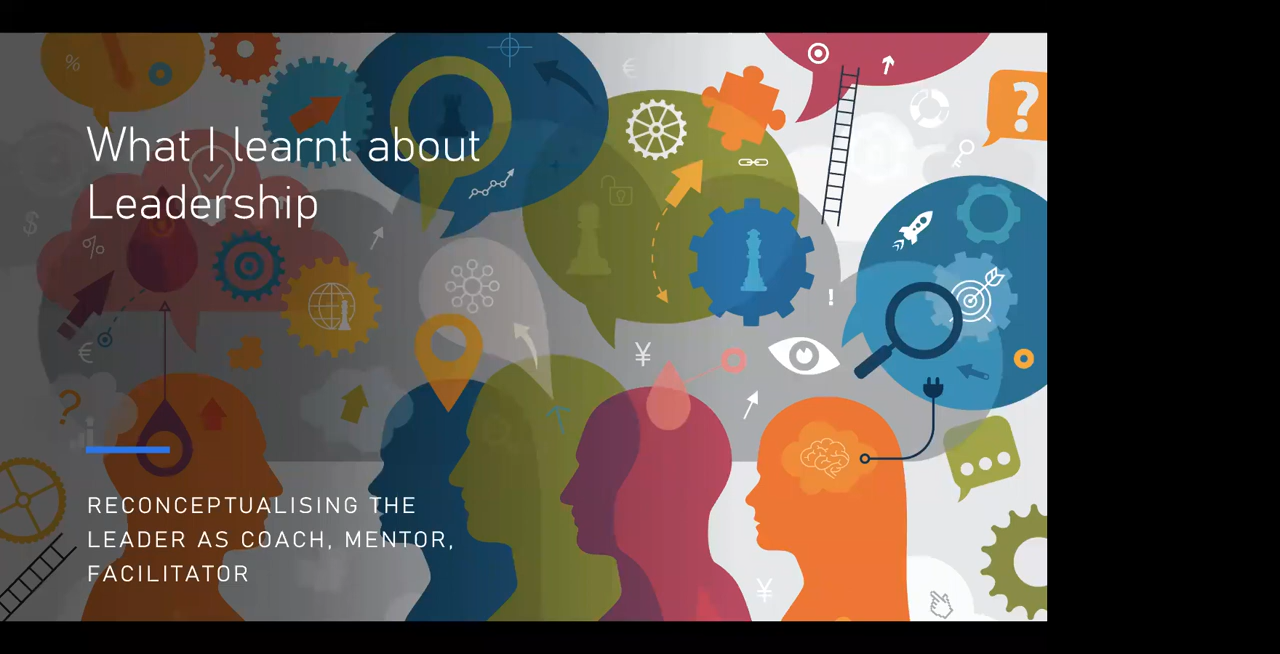 What I learnt about
Leadership
RECONCEPTUALISING THE
LEADER AS COACH, MENTOR,
FACILITATOR